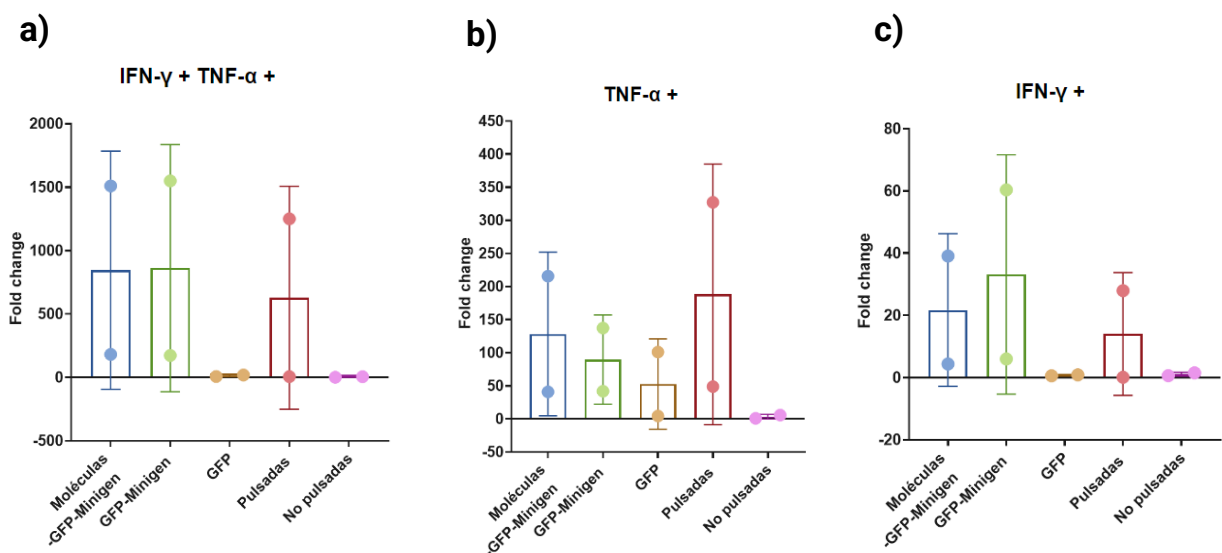 a)
IFN-γ + TNF-α +
Fold change
2000
1500
1000
500
0
-500
Moléculas
-GFP-Minigen
GFP-Minigen
GFP
Pulsadas
No pulsadas
b)
TNF-α +
Fold change
450
400
350
300
250
200
150
100
50
0
-50
Moléculas
-GFP-Minigen
GFP-Minigen
GFP
Pulsadas
No pulsadas
c)
IFN-γ +
Fold change
80
60
40
20
0
-20
Moléculas
-GFP-Minigen
GFP-Minigen
GFP
Pulsadas
No pulsadas